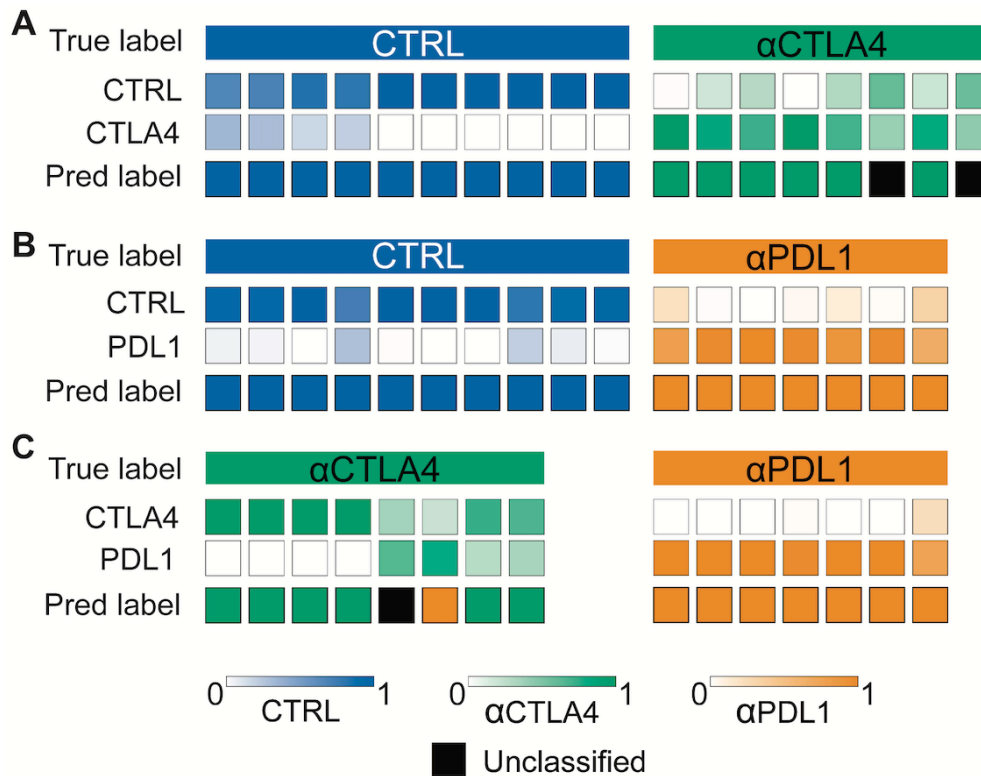 A
True label CTRL αCTLA4
CTRL
CTLA4
Pred label
B
True label CTRL αPDL1
CTRL
PDL1
Pred label
C
True label αCTLA4 αPDL1
CTLA4
PDL1
Pred label
0 1 0 1 0 1
CTRL αCTLA4 αPDL1
Unclassified